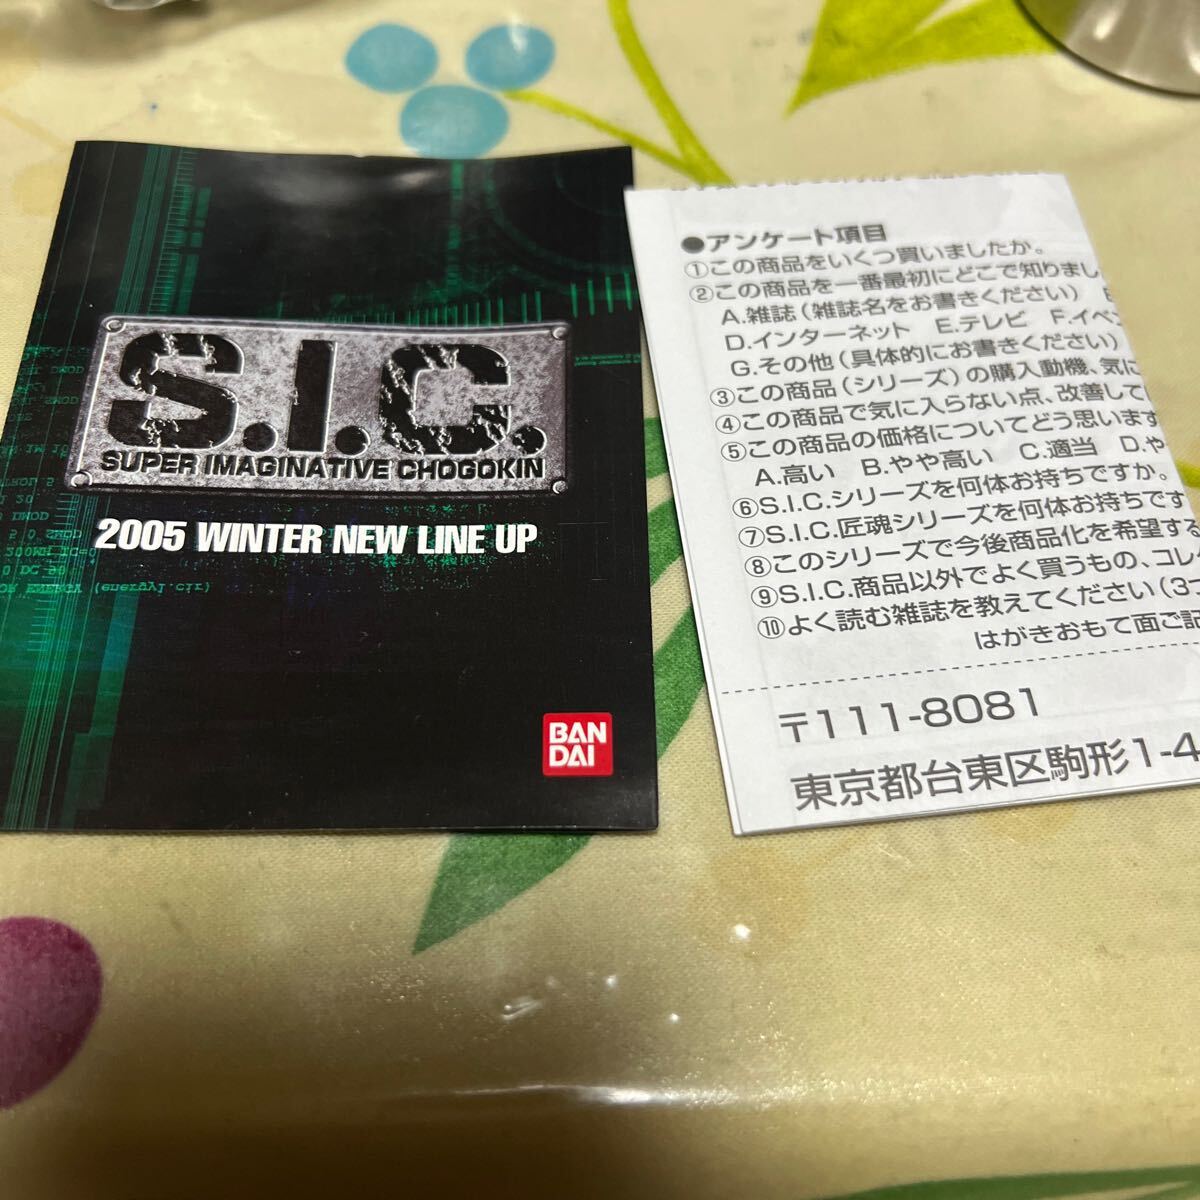 S.I.C.
SUPER IMAGINATIVE CHOGOKIN
2005 WINTER NEW LINE UP
BAN
DAI
(energy1.cir)
●アンケート項目
①この商品をいくつ買いましたか。
②この商品を一番最初にどこで知りまし
A.雑誌(雑誌名をお書きください)
D.インターネット E.テレビ F.イベン
G.その他(具体的にお書きください)
③この商品(シリーズ)の購入動機、気に
④この商品で気に入らない点、改善して
⑤この商品の価格についてどう思います
A.高い B.やや高い C.適当 D.や
⑥S.I.C.シリーズを何体お持ちですか。
⑦S.I.C.匠魂シリーズを何体お持ちです
⑧このシリーズで今後商品化を希望する
⑨S.I.C.商品以外でよく買うもの、コレク
⑩よく読む雑誌を教えてください(3つ
はがきおもて面ご記
〒111-8081
東京都台東区駒形1-4